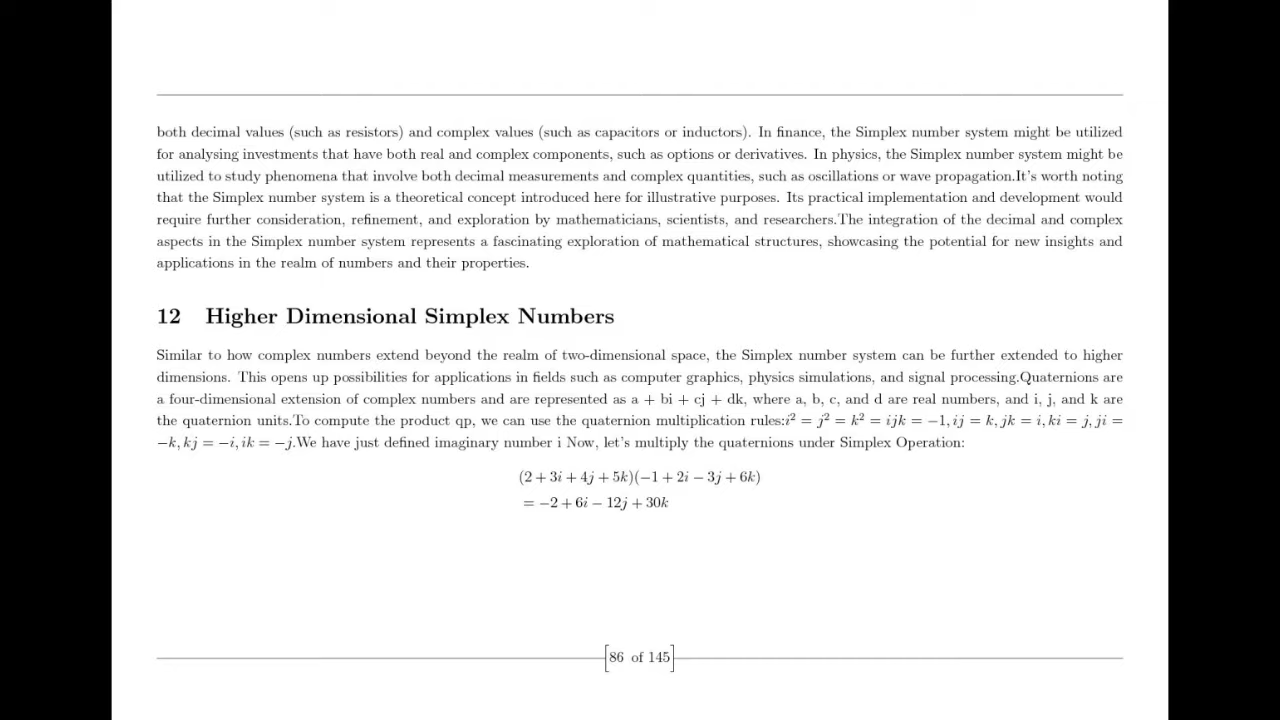 both decimal values (such as resistors) and complex values (such as capacitors or inductors). In finance, the Simplex number system might be utilized
for analysing investments that have both real and complex components, such as options or derivatives. In physics, the Simplex number system might be
utilized to study phenomena that involve both decimal measurements and complex quantities, such as oscillations or wave propagation.It's worth noting
that the Simplex number system is a theoretical concept introduced here for illustrative purposes. Its practical implementation and development would
require further consideration, refinement, and exploration by mathematicians, scientists, and researchers.The integration of the decimal and complex
aspects in the Simplex number system represents a fascinating exploration of mathematical structures, showcasing the potential for new insights and
applications in the realm of numbers and their properties.
12 Higher Dimensional Simplex Numbers
Similar to how complex numbers extend beyond the realm of two-dimensional space, the Simplex number system can be further extended to higher
dimensions. This opens up possibilities for applications in fields such as computer graphics, physics simulations, and signal processing.Quaternions are
a four-dimensional extension of complex numbers and are represented as a + bi + cj + dk, where a, b, c, and d are real numbers, and i, j, and k are
the quaternion units.To compute the product qp, we can use the quaternion multiplication rules:i² = j² = k² = ijk = −1, ij = k, jk = i, ki = j, ji =
−k, kj = −i, ik = −j.We have just defined imaginary number i Now, let's multiply the quaternions under Simplex Operation:
(2 + 3i + 4j + 5k)(−1 + 2i − 3j + 6k)
= −2 + 6i − 12j + 30k
86 of 145